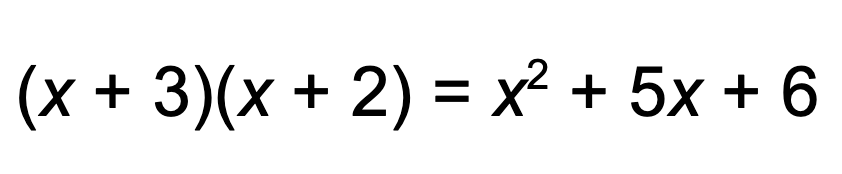 (x + 3)(x + 2) = x² + 5x + 6